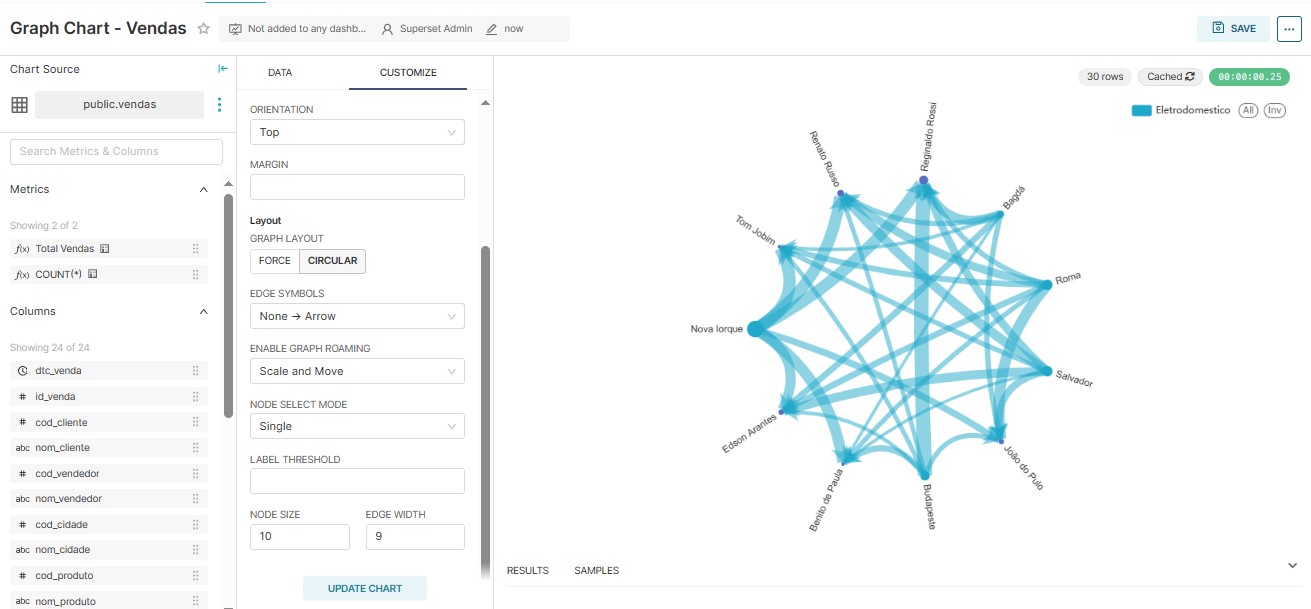 Graph Chart - Vendas
Not added to any dashb... Superset Admin now
SAVE
...
Chart Source
public.vendas
Search Metrics & Columns
Metrics
Showing 2 of 2
f(x) Total Vendas
f(x) COUNT(*)
Columns
Showing 24 of 24
dtc_venda
# id_venda
# cod_cliente
abc nom_cliente
# cod_vendedor
abc nom_vendedor
# cod_cidade
abc nom_cidade
# cod_produto
abc nom_produto
DATA CUSTOMIZE
ORIENTATION
Top
MARGIN
Layout
GRAPH LAYOUT
FORCE CIRCULAR
EDGE SYMBOLS
None → Arrow
ENABLE GRAPH ROAMING
Scale and Move
NODE SELECT MODE
Single
LABEL THRESHOLD
NODE SIZE EDGE WIDTH
10 9
UPDATE CHART
30 rows Cached 00:00:00.25
Eletrodomestico All Inv
Reginaldo Rossi
Renato Russo
Bagdá
Tom Jobim
Roma
Nova Iorque
Salvador
Edson Arantes
João do Pulo
Benito de Paula
Budapeste
RESULTS SAMPLES